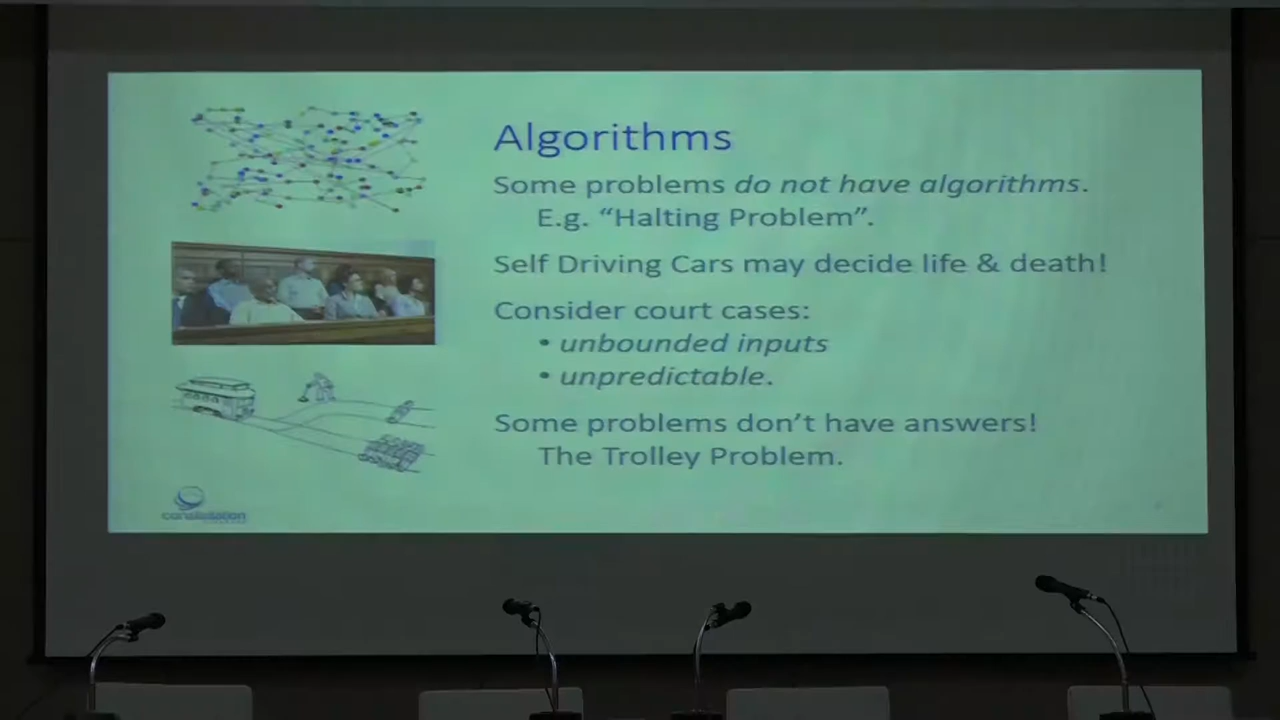 Algorithms
Some problems do not have algorithms.
E.g. “Halting Problem”.
Self Driving Cars may decide life & death!
Consider court cases:
• unbounded inputs
• unpredictable.
Some problems don’t have answers!
The Trolley Problem.
constellation